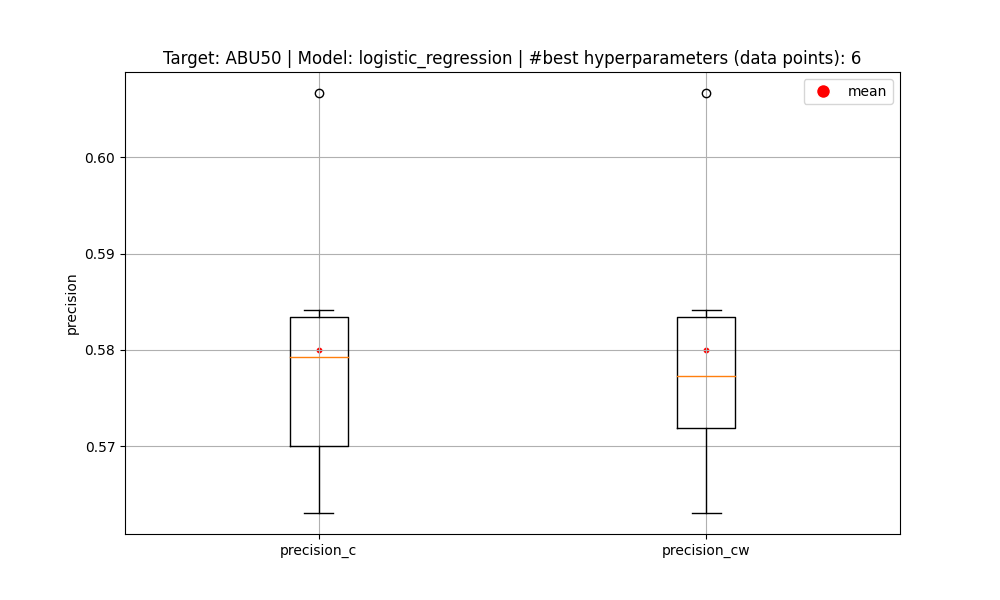 Target: ABU50 | Model: logistic_regression | #best hyperparameters (data points): 6
mean
0.60
0.59
0.58
0.57
precision
precision_c
precision_cw